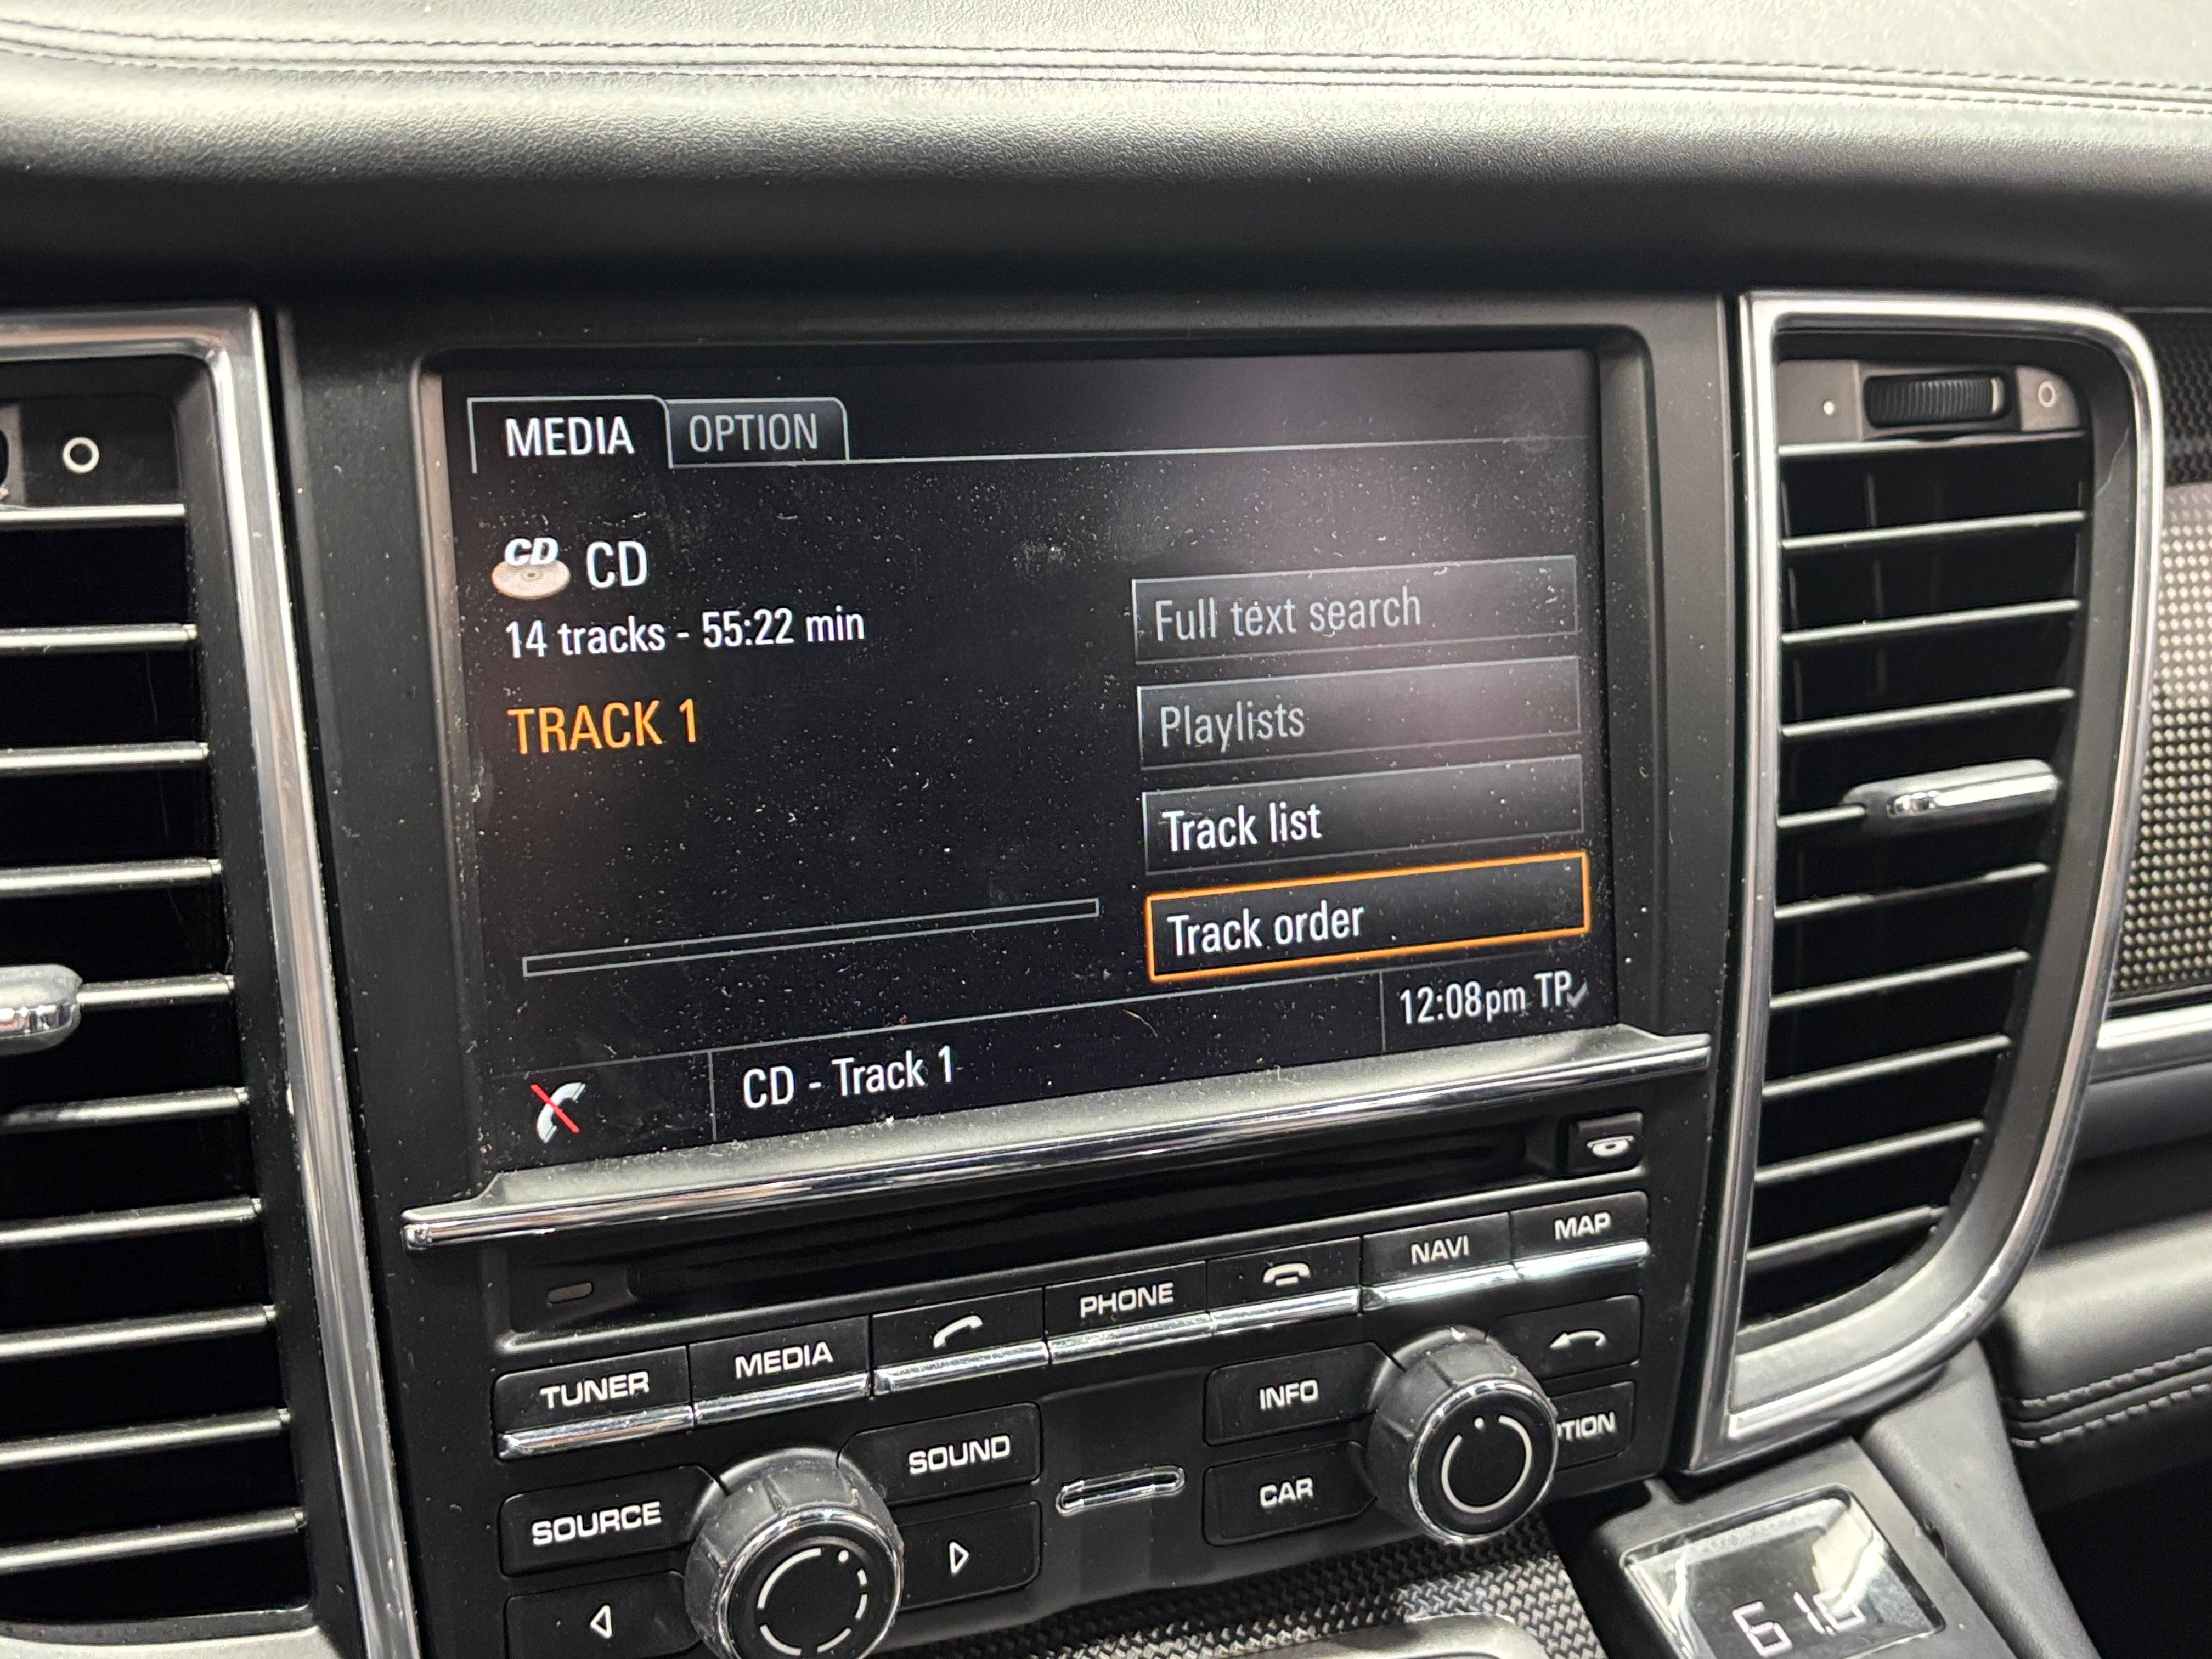 MEDIA OPTION
CD CD
14 tracks - 55:22 min
TRACK 1
Full text search
Playlists
Track list
Track order
12:08pm TP
CD - Track 1
MAP
NAVI
PHONE
MEDIA
TUNER
INFO
SOUND
SOURCE
CAR